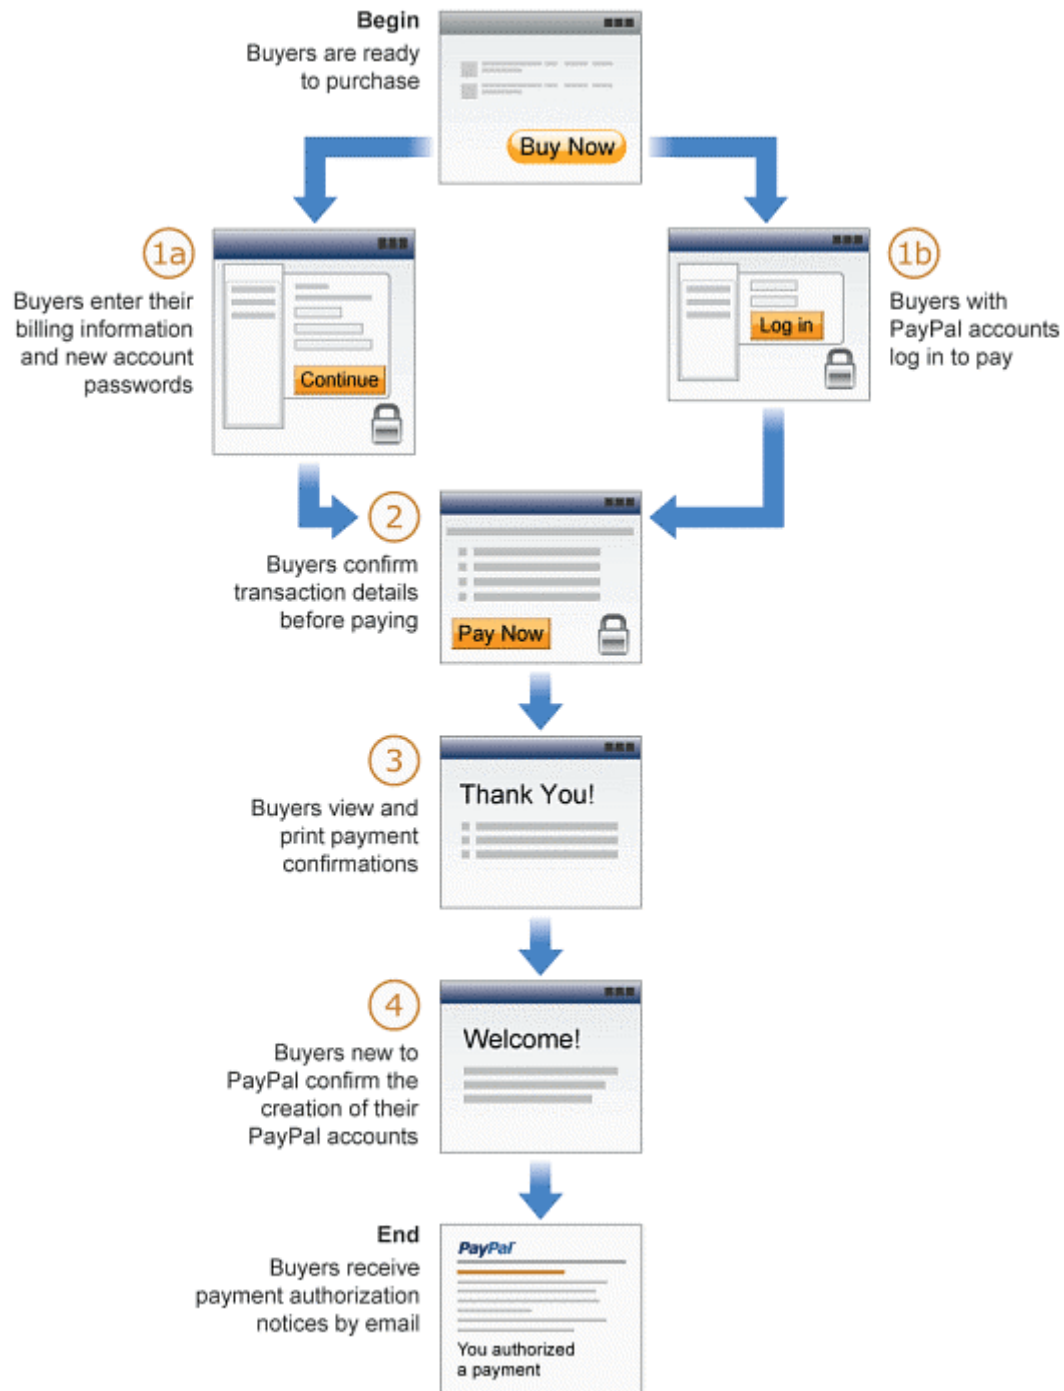 Begin
Buyers are ready
to purchase
Buy Now
1a
Buyers enter their
billing information
and new account
passwords
Continue
1b
Buyers with
PayPal accounts
log in to pay
Log in
2
Buyers confirm
transaction details
before paying
Pay Now
3
Buyers view and
print payment
confirmations
Thank You!
4
Buyers new to
PayPal confirm the
creation of their
PayPal accounts
Welcome!
End
Buyers receive
payment authorization
notices by email
PayPal
You authorized
a payment